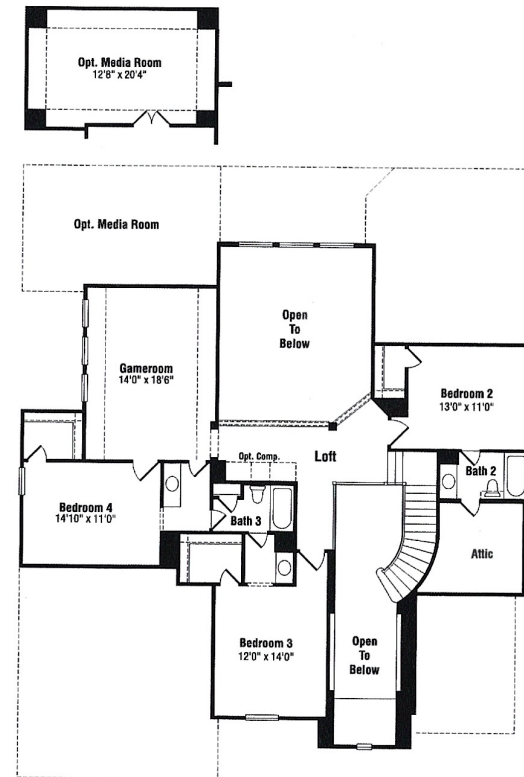 Opt. Media Room
12'8" x 20'4"
Opt. Media Room
Open
To
Below
Gameroom
14'0" x 18'6"
Bedroom 2
13'0" x 11'0"
Opt. Comp.
Loft
Bath 2
Bedroom 4
14'10" x 11'0"
Bath 3
Attic
Bedroom 3
12'0" x 14'0"
Open
To
Below